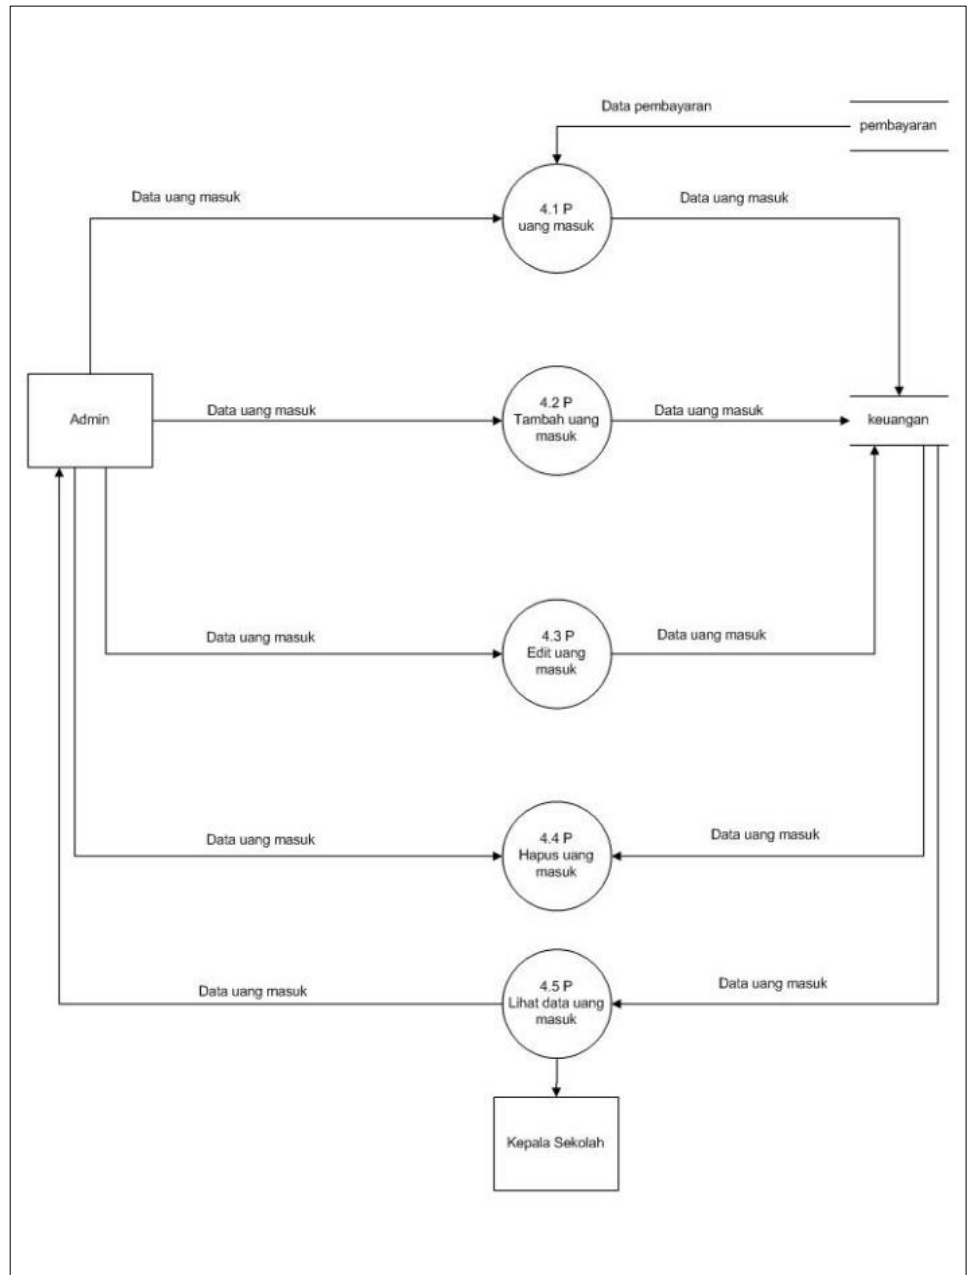 Data pembayaran
pembayaran
Data uang masuk
4.1 P
uang masuk
Data uang masuk
Admin
Data uang masuk
4.2 P
Tambah uang
masuk
Data uang masuk
keuangan
Data uang masuk
4.3 P
Edit uang
masuk
Data uang masuk
Data uang masuk
4.4 P
Hapus uang
masuk
Data uang masuk
Data uang masuk
4.5 P
Lihat data uang
masuk
Data uang masuk
Kepala Sekolah